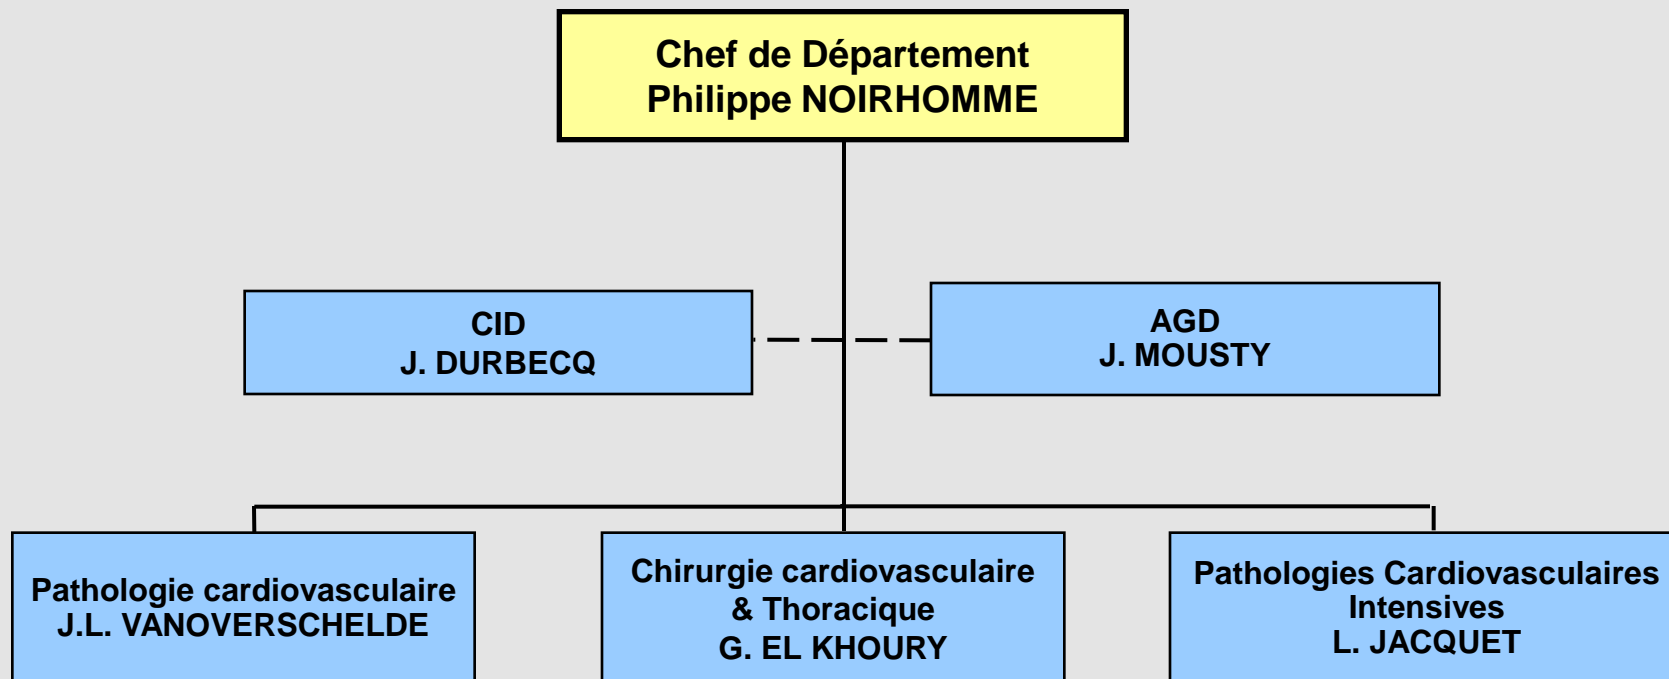 Chef de Département
Philippe NOIRHOMME
CID
J. DURBECQ
AGD
J. MOUSTY
Pathologie cardiovasculaire
J.L. VANOVERSCHELDE
Chirurgie cardiovasculaire
& Thoracique
G. EL KHOURY
Pathologies Cardiovasculaires
Intensives
L. JACQUET